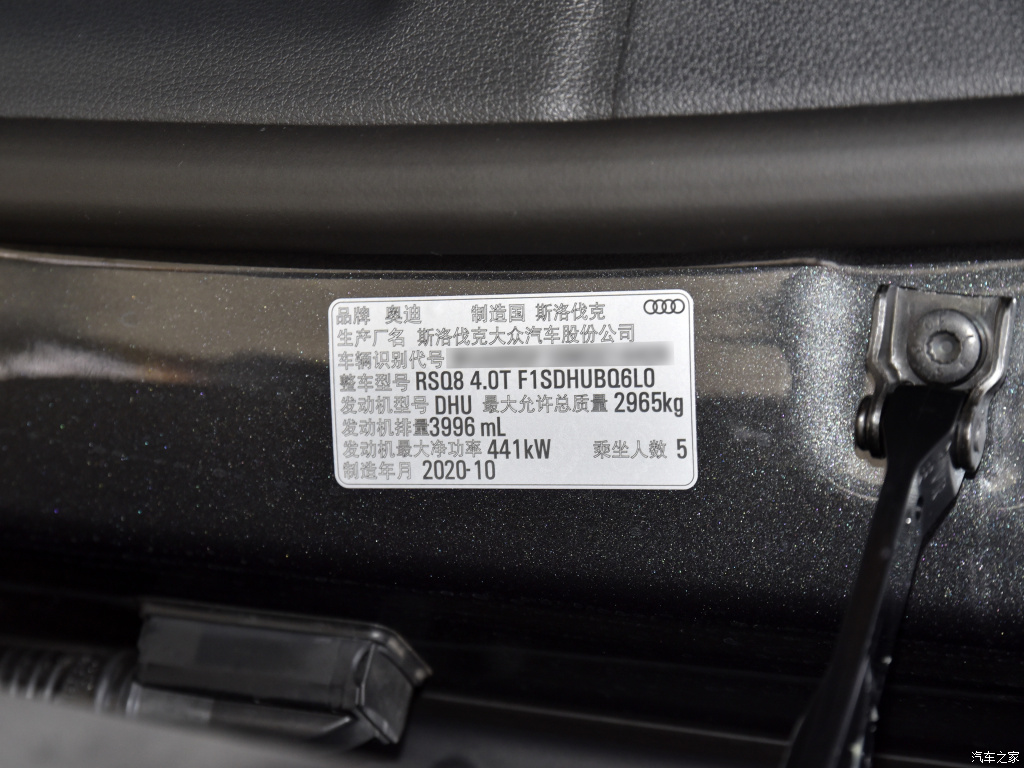 品牌 奥迪 制造国 斯洛伐克
生产厂名 斯洛伐克大众汽车股份公司
车辆识别代号
整车型号 RSQ8 4.0T F1SDHUBQ6L0
发动机型号 DHU 最大允许总质量 2965kg
发动机排量3996 mL
发动机最大净功率 441kW 乘坐人数 5
制造年月 2020-10
汽车之家